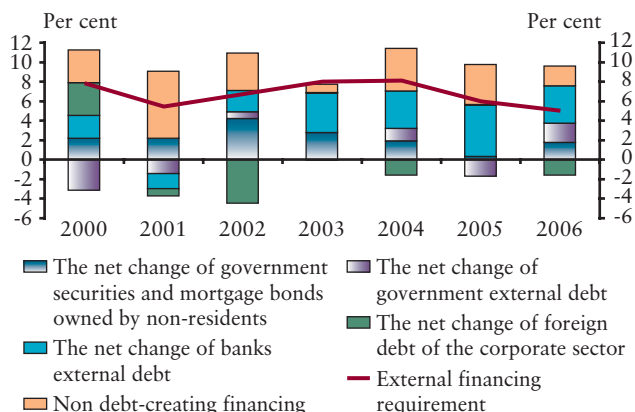 Per cent
Per cent
12
12
10
10
8
8
6
6
4
4
2
2
0
0
-2
-2
-4
-4
-6
-6
2000 2001 2002 2003 2004 2005 2006
The net change of government
securities and mortgage bonds
owned by non-residents
The net change of banks
external debt
Non debt-creating financing
The net change of
government external debt
The net change of foreign
debt of the corporate sector
External financing
requirement